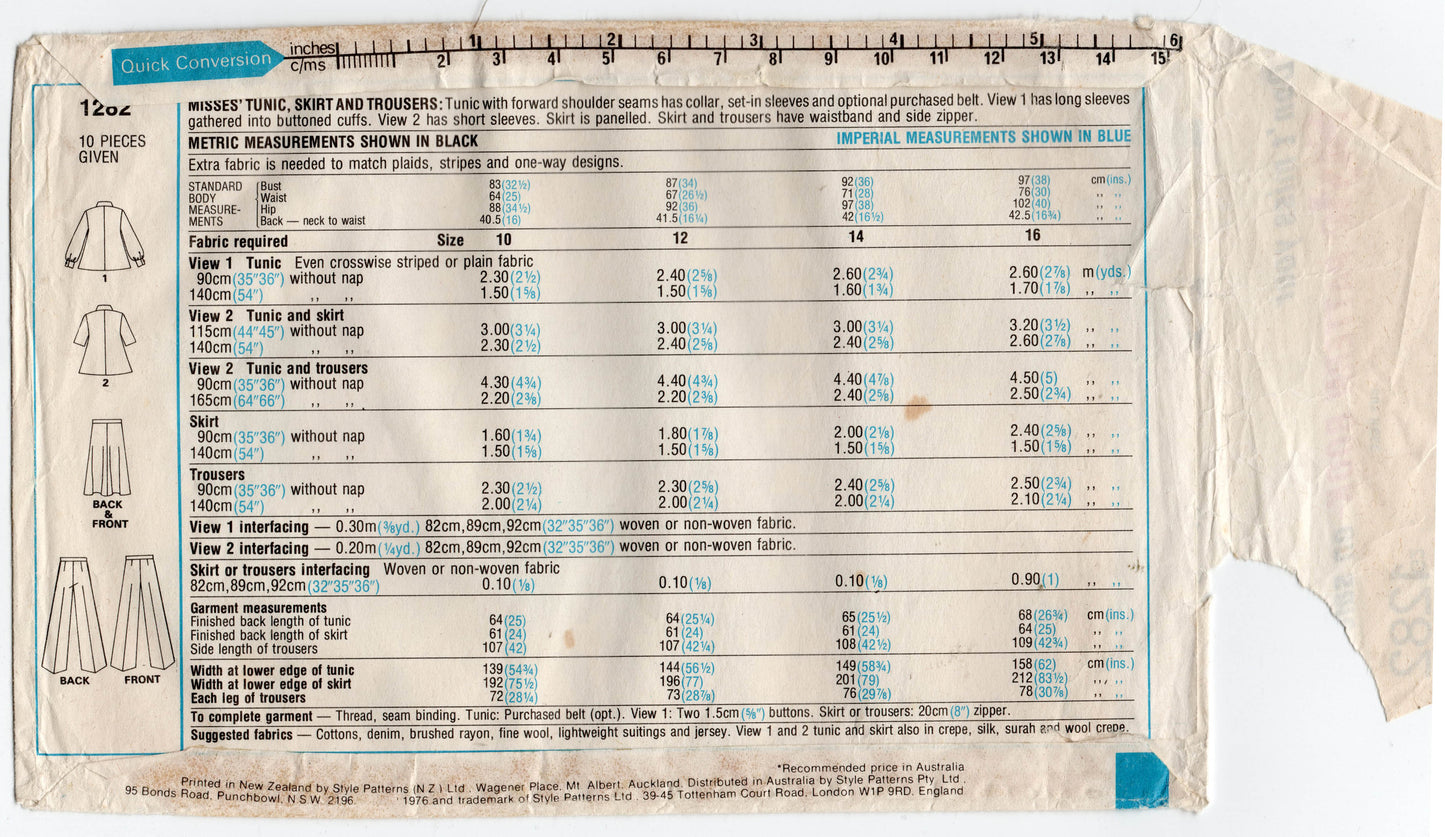 Quick Conversion
inches 1 2 3 4 5 6
c/ms 2 3 4 5 6 7 8 9 10 11 12 13 14 15
1282
10 PIECES
GIVEN
1
2
BACK
&
FRONT
BACK FRONT
MISSES' TUNIC, SKIRT AND TROUSERS: Tunic with forward shoulder seams has collar, set-in sleeves and optional purchased belt. View 1 has long sleeves
gathered into buttoned cuffs. View 2 has short sleeves. Skirt is panelled. Skirt and trousers have waistband and side zipper.
METRIC MEASUREMENTS SHOWN IN BLACK IMPERIAL MEASUREMENTS SHOWN IN BLUE
Extra fabric is needed to match plaids, stripes and one-way designs.
STANDARD Bust 83(32½) 87(34) 92(36) 97(38) cm(ins.)
BODY Waist 64(25) 67(26½) 71(28) 76(30) ,, ,,
MEASURE- Hip 88(34½) 92(36) 97(38) 102(40) ,, ,,
MENTS Back — neck to waist 40.5(16) 41.5(16¼) 42(16½) 42.5(16¾) ,, ,,
Fabric required Size 10 12 14 16
View 1 Tunic Even crosswise striped or plain fabric
90cm(35"36") without nap 2.30(2½) 2.40(2⅝) 2.60(2¾) 2.60(2⅞) m(yds.)
140cm(54") ,, ,, 1.50(1⅝) 1.50(1⅝) 1.60(1¾) 1.70(1⅞) ,, ,,
View 2 Tunic and skirt
115cm(44"45") without nap 3.00(3¼) 3.00(3¼) 3.00(3¼) 3.20(3½) ,, ,,
140cm(54") ,, ,, 2.30(2½) 2.40(2⅝) 2.40(2⅝) 2.60(2⅞) ,, ,,
View 2 Tunic and trousers
90cm(35"36") without nap 4.30(4¾) 4.40(4¾) 4.40(4⅞) 4.50(5) ,, ,,
165cm(64"66") ,, ,, 2.20(2⅜) 2.20(2⅜) 2.40(2⅝) 2.50(2¾) ,, ,,
Skirt
90cm(35"36") without nap 1.60(1¾) 1.80(1⅞) 2.00(2⅛) 2.40(2⅝) ,, ,,
140cm(54") ,, ,, 1.50(1⅝) 1.50(1⅝) 1.50(1⅝) 1.50(1⅝) ,, ,,
Trousers
90cm(35"36") without nap 2.30(2½) 2.30(2⅝) 2.40(2⅝) 2.50(2¾) ,, ,,
140cm(54") ,, ,, 2.00(2¼) 2.00(2¼) 2.00(2¼) 2.10(2¼) ,, ,,
View 1 interfacing — 0.30m(⅜yd.) 82cm,89cm,92cm(32"35"36") woven or non-woven fabric.
View 2 interfacing — 0.20m(¼yd.) 82cm,89cm,92cm(32"35"36") woven or non-woven fabric.
Skirt or trousers interfacing Woven or non-woven fabric
82cm,89cm,92cm(32"35"36") 0.10(⅛) 0.10(⅛) 0.10(⅛) 0.90(1) ,, ,,
Garment measurements
Finished back length of tunic 64(25) 64(25¼) 65(25½) 68(26¾) cm(ins.)
Finished back length of skirt 61(24) 61(24) 61(24) 64(25) ,, ,,
Side length of trousers 107(42) 107(42¼) 108(42½) 109(42¾) ,, ,,
Width at lower edge of tunic 139(54¾) 144(56½) 149(58¾) 158(62) cm(ins.)
Width at lower edge of skirt 192(75½) 196(77) 201(79) 212(83½) ,, ,,
Each leg of trousers 72(28¼) 73(28⅞) 76(29⅞) 78(30⅞) ,, ,,
To complete garment — Thread, seam binding. Tunic: Purchased belt (opt.). View 1: Two 1.5cm(⅝") buttons. Skirt or trousers: 20cm(8") zipper.
Suggested fabrics — Cottons, denim, brushed rayon, fine wool, lightweight suitings and jersey. View 1 and 2 tunic and skirt also in crepe, silk, surah and wool crepe.
*Recommended price in Australia
Printed in New Zealand by Style Patterns (N Z) Ltd., Wagener Place, Mt. Albert, Auckland. Distributed in Australia by Style Patterns Pty. Ltd.,
95 Bonds Road, Punchbowl, N.S.W. 2196 1976 and trademark of Style Patterns Ltd., 39-45 Tottenham Court Road, London W1P 9RD. England
1282